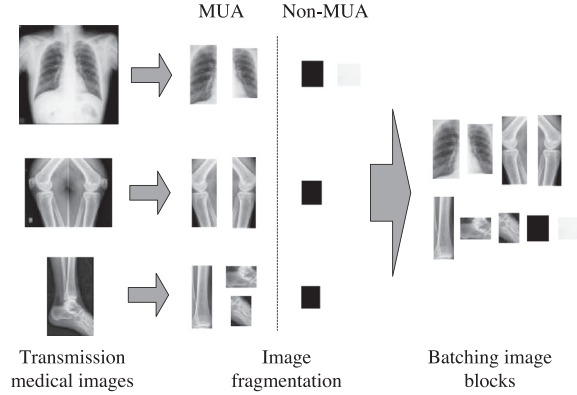 MUA
Non-MUA
Transmission
medical images
Image
fragmentation
Batching image
blocks